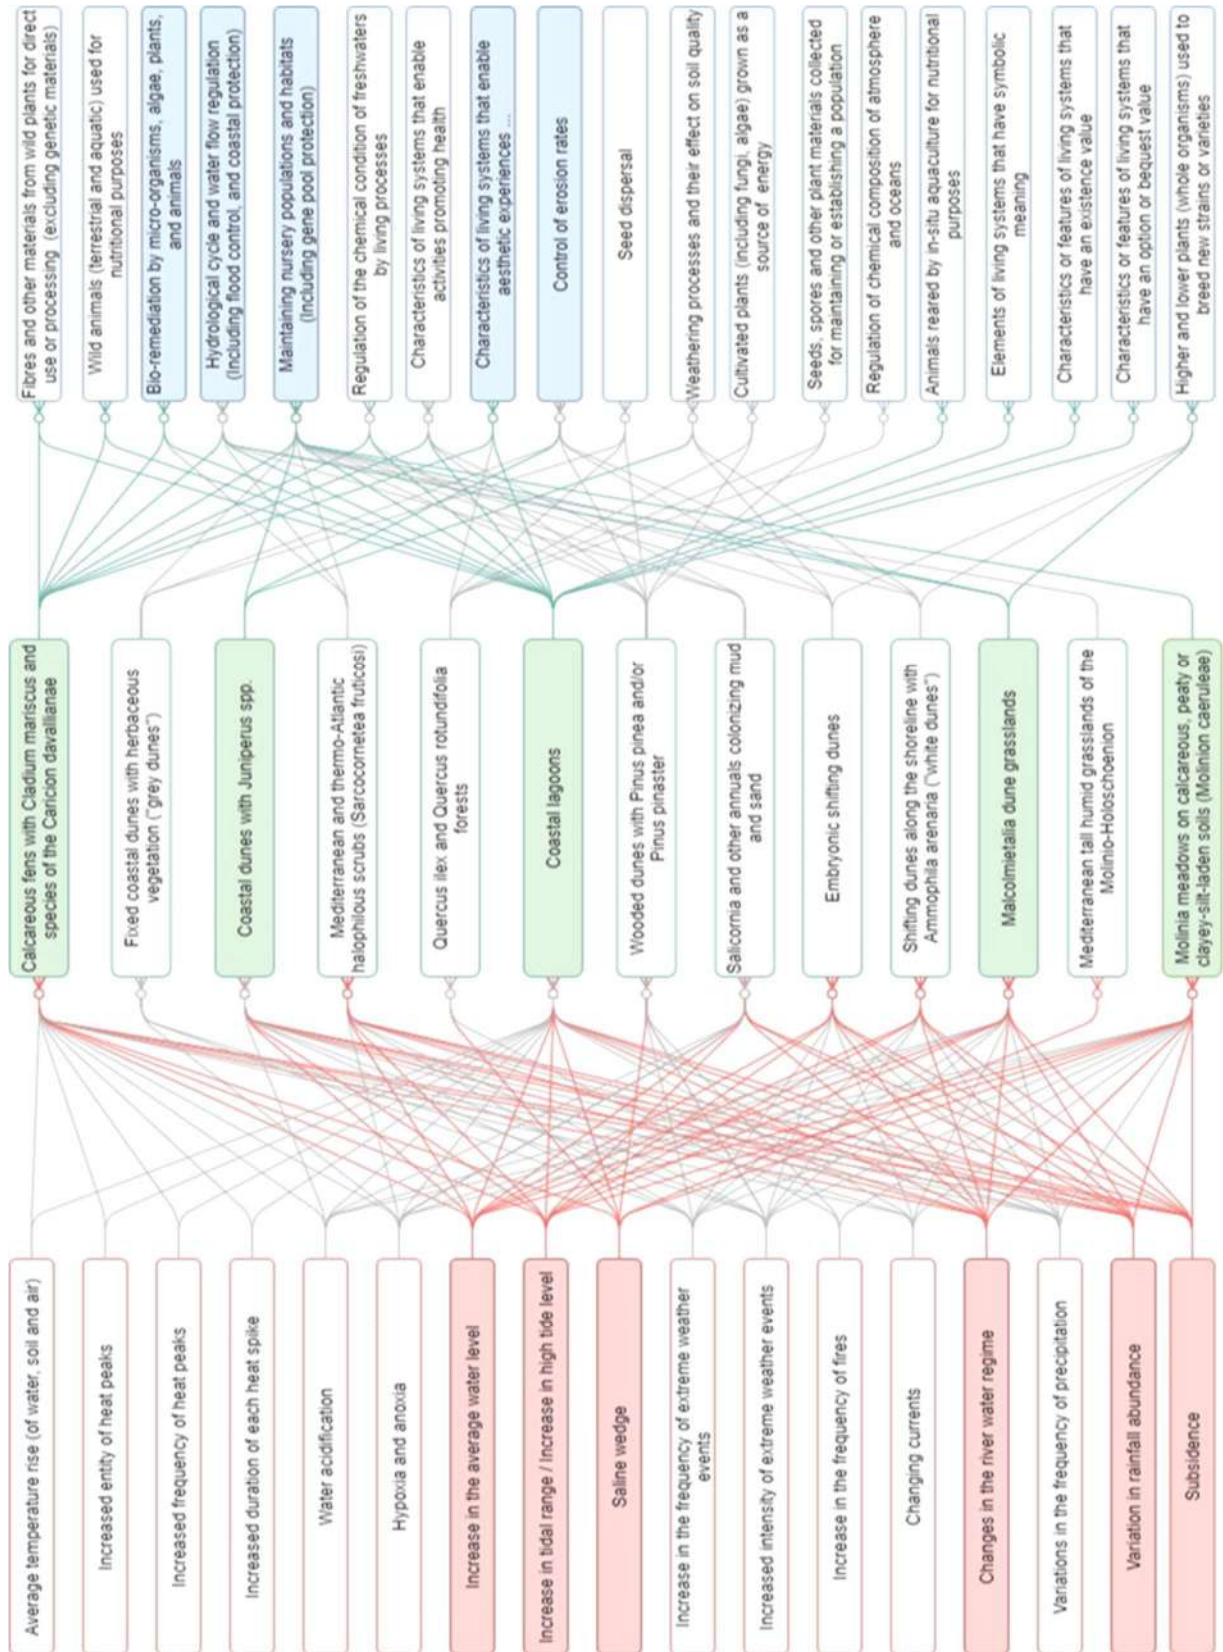 Average temperature rise (of water, soil and air)
Increased entity of heat peaks
Increased frequency of heat peaks
Increased duration of each heat spike
Water acidification
Hypoxia and anoxia
Increase in the average water level
Increase in tidal range / Increase in high tide level
Saline wedge
Increase in the frequency of extreme weather
events
Increased intensity of extreme weather events
Increase in the frequency of fires
Changing currents
Changes in the river water regime
Variations in the frequency of precipitation
Variation in rainfall abundance
Subsidence
Calcareous fens with Cladium mariscus and
species of the Caricion davallianae
Fixed coastal dunes with herbaceous
vegetation ("grey dunes")
Coastal dunes with Juniperus spp.
Mediterranean and thermo-Atlantic
halophilous scrubs (Sarcocornetea fruticosi)
Quercus ilex and Quercus rotundifolia
forests
Coastal lagoons
Wooded dunes with Pinus pinea and/or
Pinus pinaster
Salicornia and other annuals colonizing mud
and sand
Embryonic shifting dunes
Shifting dunes along the shoreline with
Ammophila arenaria ("white dunes")
Malcolmietalia dune grasslands
Mediterranean tall humid grasslands of the
Molinio-Holoschoenion
Molinia meadows on calcareous, peaty or
clayey-silt-laden soils (Molinion caeruleae)
Fibres and other materials from wild plants for direct
use or processing (excluding genetic materials)
Wild animals (terrestrial and aquatic) used for
nutritional purposes
Bio-remediation by micro-organisms, algae, plants,
and animals
Hydrological cycle and water flow regulation
(Including flood control, and coastal protection)
Maintaining nursery populations and habitats
(Including gene pool protection)
Regulation of the chemical condition of freshwaters
by living processes
Characteristics of living systems that enable
activities promoting health
Characteristics of living systems that enable
aesthetic experiences ...
Control of erosion rates
Seed dispersal
Weathering processes and their effect on soil quality
Cultivated plants (including fungi, algae) grown as a
source of energy
Seeds, spores and other plant materials collected
for maintaining or establishing a population
Regulation of chemical composition of atmosphere
and oceans
Animals reared by in-situ aquaculture for nutritional
purposes
Elements of living systems that have symbolic
meaning
Characteristics or features of living systems that
have an existence value
Characteristics or features of living systems that
have an option or bequest value
Higher and lower plants (whole organisms) used to
breed new strains or varieties